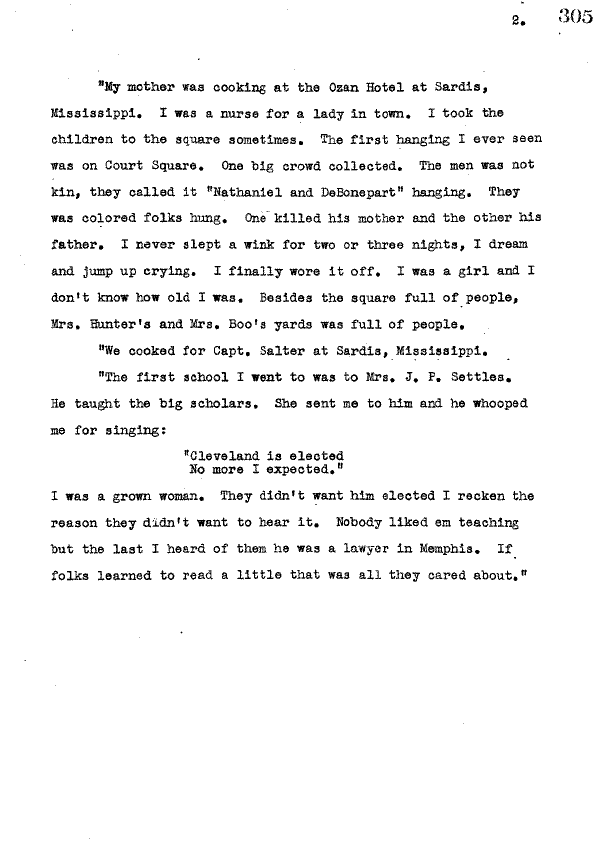 2. 305
"My mother was cooking at the Ozan Hotel at Sardis,
Mississippi. I was a nurse for a lady in town. I took the
children to the square sometimes. The first hanging I ever seen
was on Court Square. One big crowd collected. The men was not
kin, they called it "Nathaniel and DeBonepart" hanging. They
was colored folks hung. One killed his mother and the other his
father. I never slept a wink for two or three nights, I dream
and jump up crying. I finally wore it off. I was a girl and I
don't know how old I was. Besides the square full of people,
Mrs. Hunter's and Mrs. Boo's yards was full of people.
"We cooked for Capt. Salter at Sardis, Mississippi.
"The first school I went to was to Mrs. J. P. Settles.
He taught the big scholars. She sent me to him and he whooped
me for singing:
"Cleveland is elected
No more I expected."
I was a grown woman. They didn't want him elected I recken the
reason they didn't want to hear it. Nobody liked em teaching
but the last I heard of them he was a lawyer in Memphis. If
folks learned to read a little that was all they cared about."